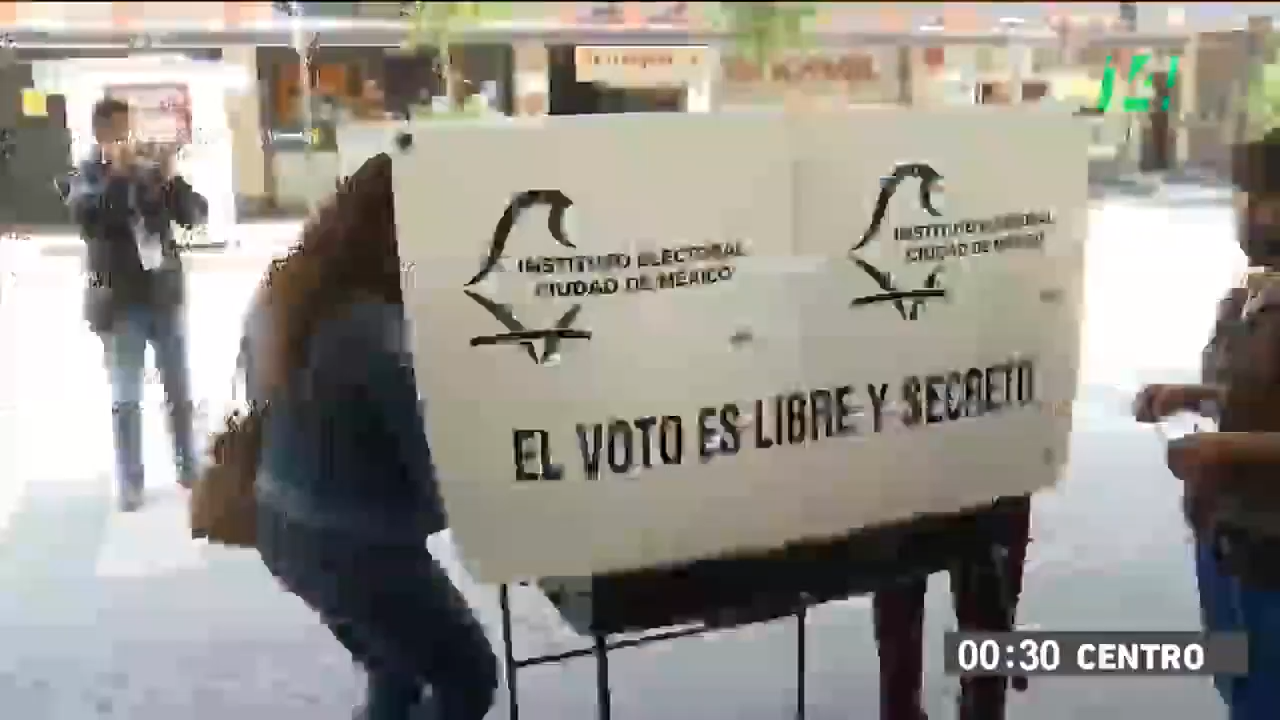 INSTITUTO ELECTORAL
CIUDAD DE MÉXICO
INSTITUTO ELECTORAL
CIUDAD DE MÉXICO
EL VOTO ES LIBRE Y SECRETO
00:30 CENTRO